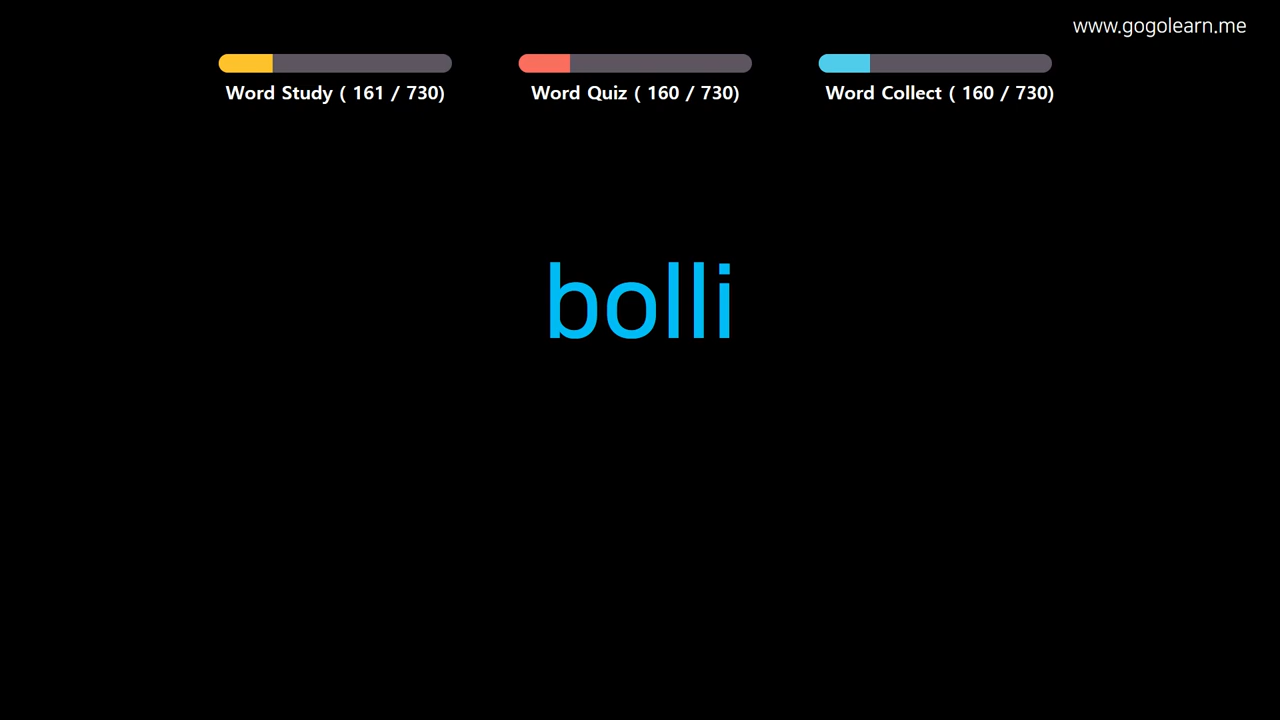 www.gogolearn.me
Word Study ( 161 / 730)
Word Quiz ( 160 / 730)
Word Collect ( 160 / 730)
bolli